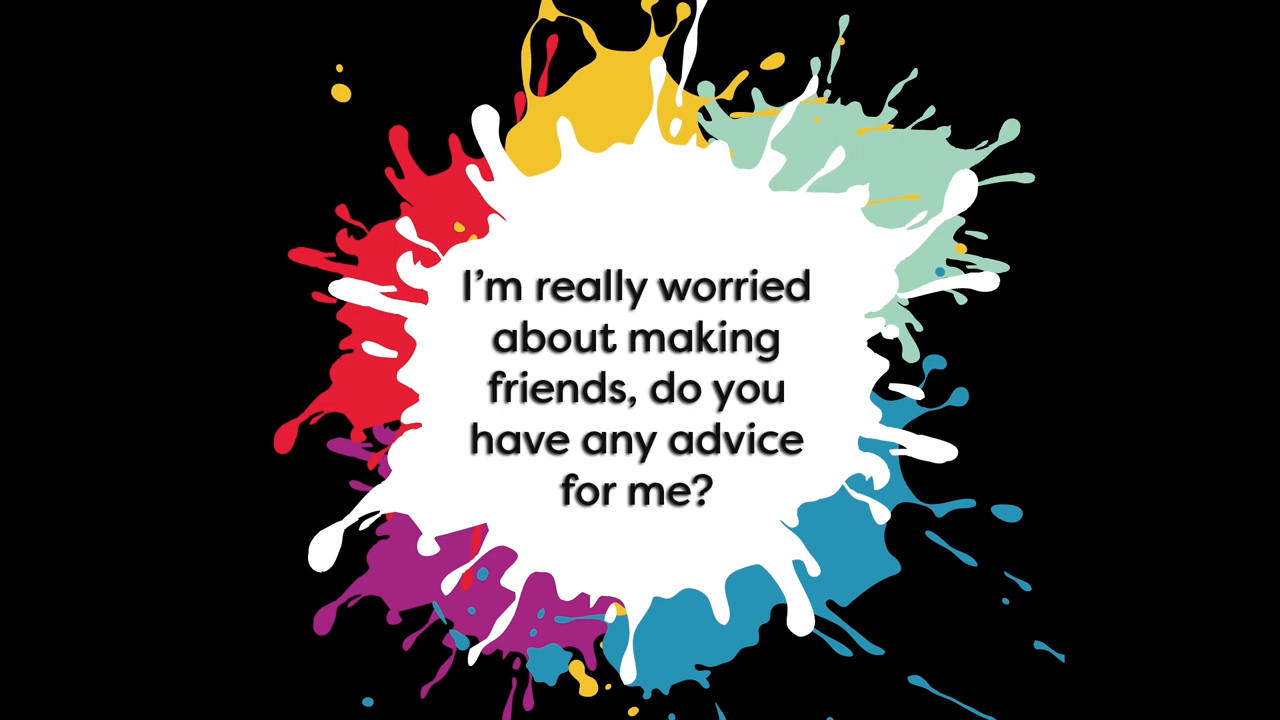 I’m really worried
about making
friends, do you
have any advice
for me?